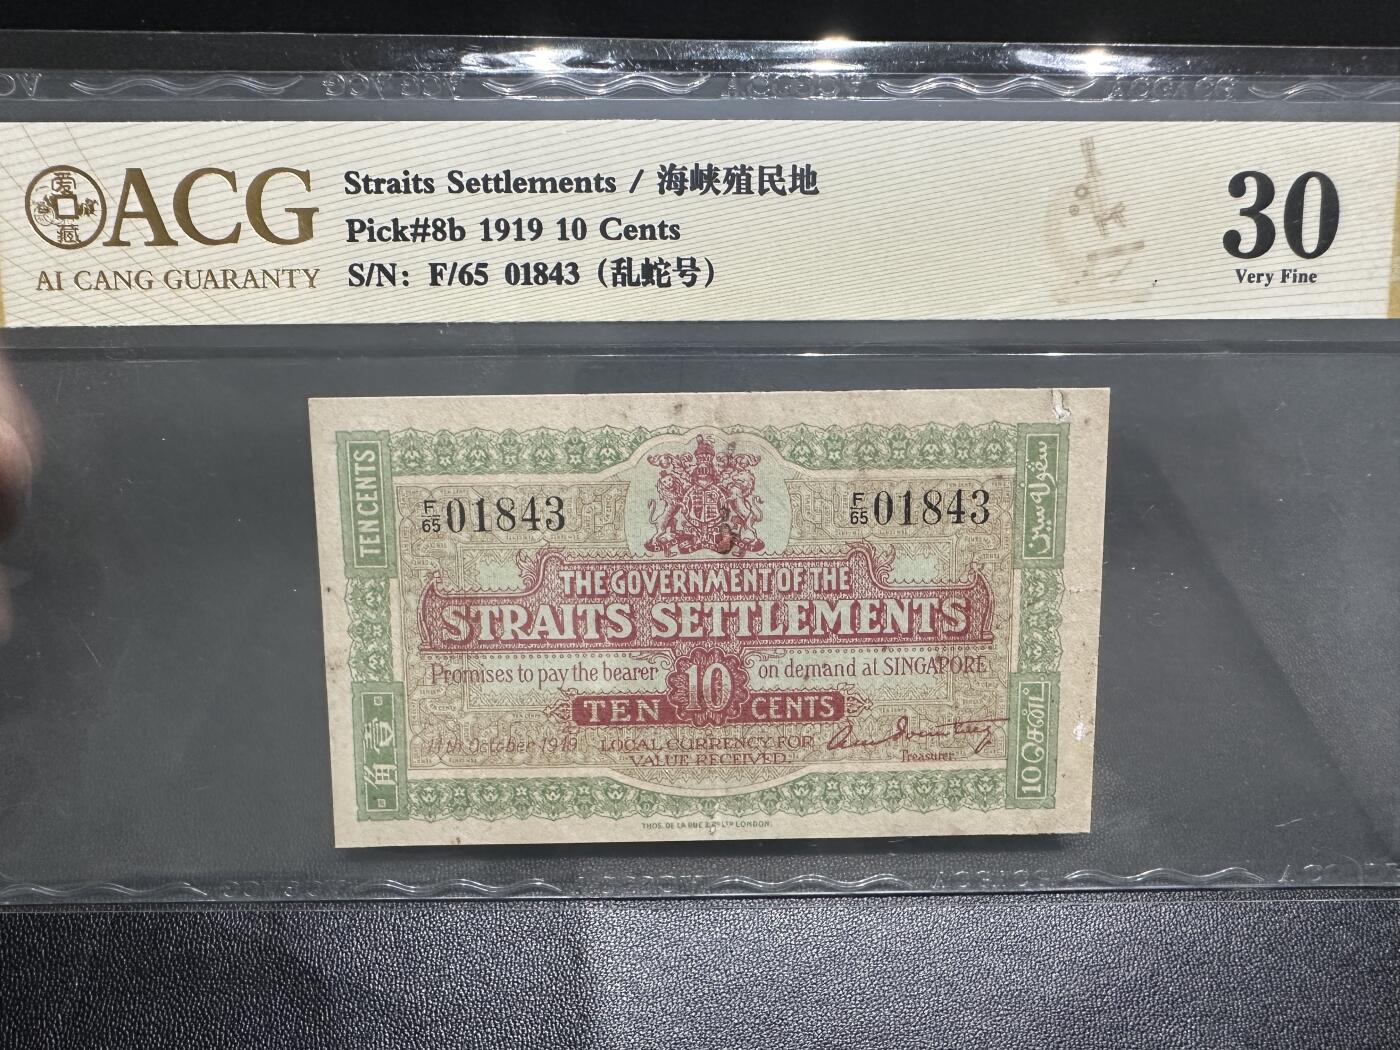 ACG
AI CANG GUARANTY
Straits Settlements / 海峡殖民地
Pick#8b 1919 10 Cents
S/N: F/65 01843 (乱蛇号)
30
Very Fine
TEN CENTS
F/65 01843
F/65 01843
سڤوله سين
THE GOVERNMENT OF THE
STRAITS SETTLEMENTS
Promises to pay the bearer on demand at SINGAPORE
10
TEN CENTS
11th October 1919
LOCAL CURRENCY FOR
VALUE RECEIVED.
Treasurer.
壹角
THOS. DE LA RUE & CO. LTD LONDON.